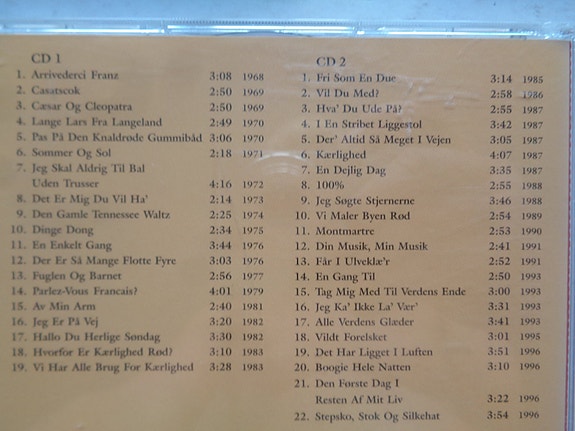 CD 1
1. Arrivederci Franz 3:08 1968
2. Casatscok 2:50 1969
3. Cæsar Og Cleopatra 2:50 1969
4. Lange Lars Fra Langeland 2:49 1970
5. Pas På Den Knaldrøde Gummibåd 3:06 1970
6. Sommer Og Sol 2:18 1971
7. Jeg Skal Aldrig Til Bal
Uden Trusser 4:16 1972
8. Det Er Mig Du Vil Ha' 2:14 1973
9. Den Gamle Tennessee Waltz 2:25 1974
10. Dinge Dong 2:34 1975
11. En Enkelt Gang 3:44 1976
12. Der Er Så Mange Flotte Fyre 3:03 1976
13. Fuglen Og Barnet 2:56 1977
14. Parlez-Vous Francais? 4:01 1979
15. Av Min Arm 2:40 1981
16. Jeg Er På Vej 3:20 1982
17. Hallo Du Herlige Søndag 3:30 1982
18. Hvorfor Er Kærlighed Rød? 3:10 1983
19. Vi Har Alle Brug For Kærlighed 3:28 1983
CD 2
1. Fri Som En Due 3:14 1985
2. Vil Du Med? 2:58 1986
3. Hva' Du Ude På? 2:55 1987
4. I En Stribet Liggestol 3:42 1987
5. Der' Altid Så Meget I Vejen 3:05 1987
6. Kærlighed 4:07 1987
7. En Dejlig Dag 3:35 1987
8. 100% 2:55 1988
9. Jeg Søgte Stjernerne 3:46 1988
10. Vi Maler Byen Rød 2:54 1989
11. Montmartre 2:53 1990
12. Din Musik, Min Musik 2:41 1991
13. Får I Ulveklæ'r 2:52 1991
14. En Gang Til 2:50 1993
15. Tag Mig Med Til Verdens Ende 3:00 1993
16. Jeg Ka' Ikke La' Vær' 3:31 1993
17. Alle Verdens Glæder 3:41 1993
18. Vildt Forelsket 3:01 1995
19. Det Har Ligget I Luften 3:51 1996
20. Boogie Hele Natten 3:10 1996
21. Den Første Dag I
Resten Af Mit Liv 3:22 1996
22. Stepsko, Stok Og Silkehat 3:54 1996